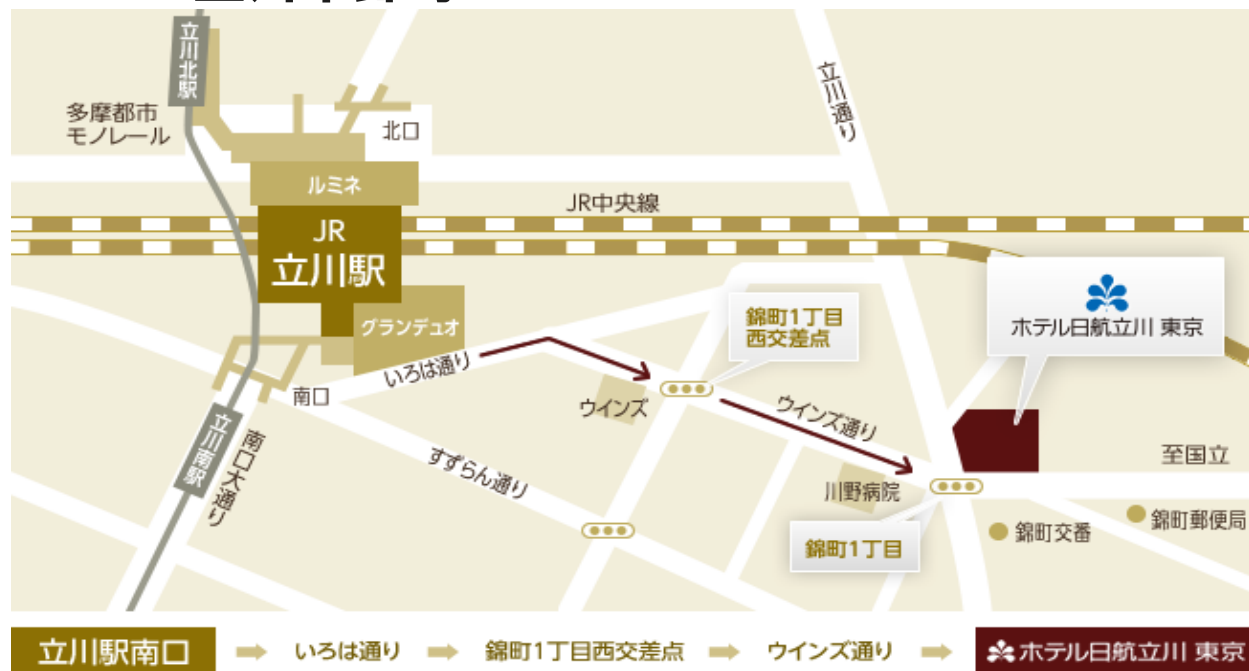 立川北駅
立川通り
多摩都市
モノレール
北口
ルミネ
JR中央線
JR
立川駅
ホテル日航立川 東京
グランデュオ
錦町1丁目
西交差点
いろは通り
南口
ウインズ
ウインズ通り
立川南駅
南口大通り
すずらん通り
至国立
川野病院
錦町1丁目
錦町交番
錦町郵便局
立川駅南口 ➡ いろは通り ➡ 錦町1丁目西交差点 ➡ ウインズ通り ➡ ホテル日航立川 東京